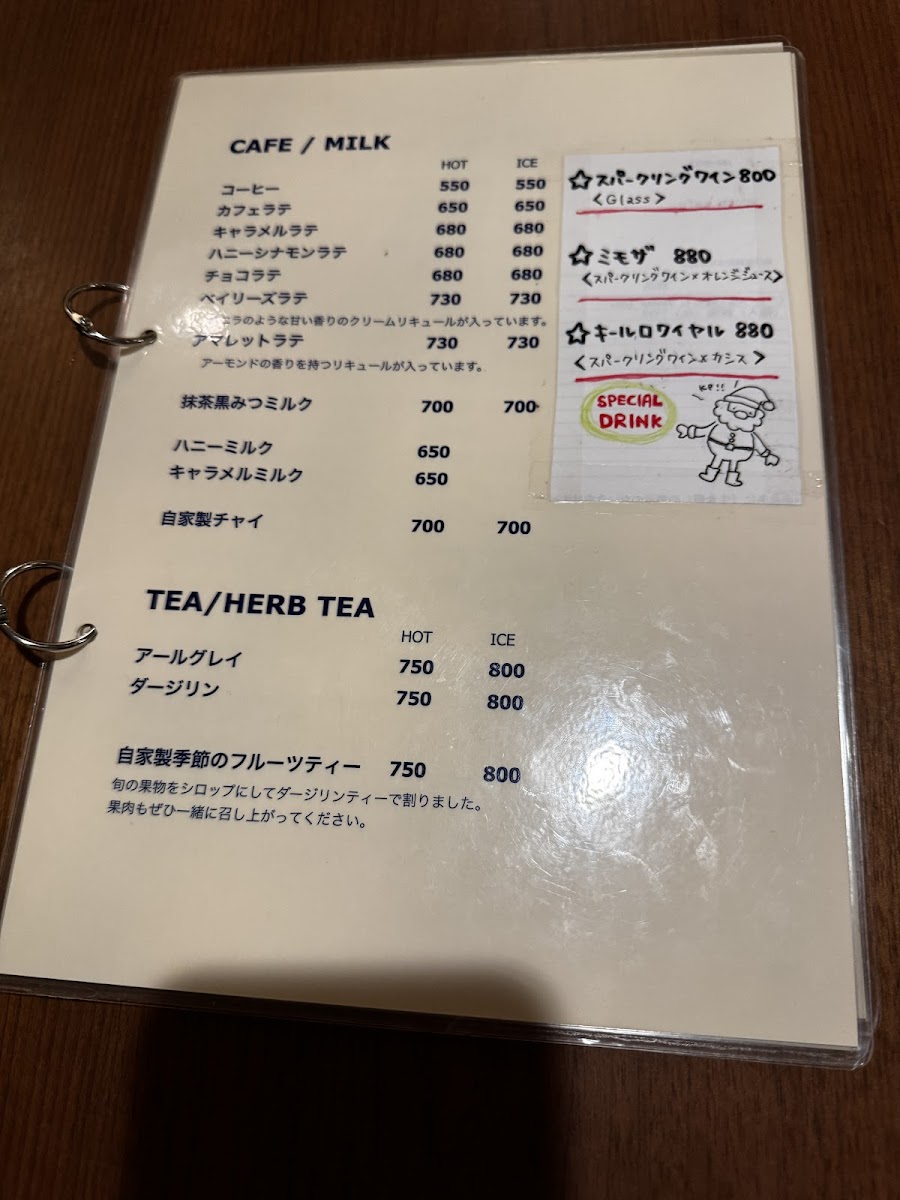 CAFE / MILK
HOT ICE
コーヒー 550 550
カフェラテ 650 650
キャラメルラテ 680 680
ハニーシナモンラテ 680 680
チョコラテ 680 680
ベイリーズラテ 730 730
ニラのような甘い香りのクリームリキュールが入っています。
アマレットラテ 730 730
アーモンドの香りを持つリキュールが入っています。
抹茶黒みつミルク 700 700
ハニーミルク 650
キャラメルミルク 650
自家製チャイ 700 700
TEA/HERB TEA
HOT ICE
アールグレイ 750 800
ダージリン 750 800
自家製季節のフルーツティー 750 800
旬の果物をシロップにしてダージリンティーで割りました。
果肉もぜひ一緒に召し上がってください。
☆スパークリングワイン 800
<Glass>
☆ミモザ 880
<スパークリングワイン×オレンジジュース>
☆キールロワイヤル 880
<スパークリングワイン×カシス>
SPECIAL
DRINK